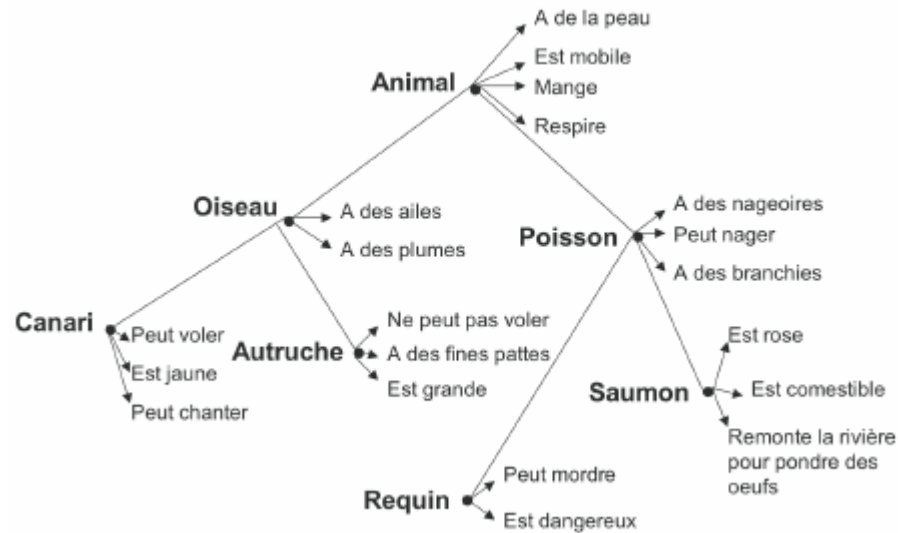 A de la peau
Est mobile
Animal
Mange
Respire
Oiseau
A des ailes
A des plumes
A des nageoires
Poisson
Peut nager
A des branchies
Canari
Peut voler
Est jaune
Peut chanter
Ne peut pas voler
Autruche
A des fines pattes
Est grande
Est rose
Saumon
Est comestible
Remonte la rivière
pour pondre des
oeufs
Peut mordre
Requin
Est dangereux